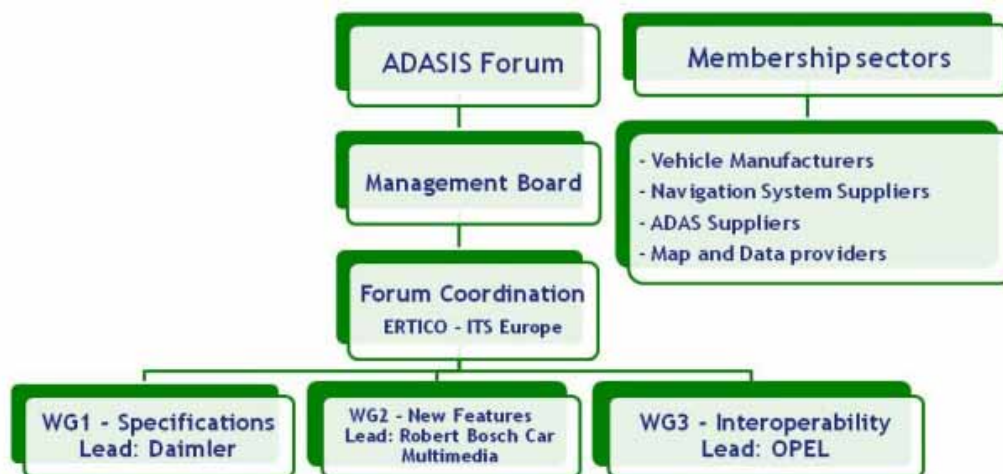 ADASIS Forum
Membership sectors
Management Board
- Vehicle Manufacturers
- Navigation System Suppliers
- ADAS Suppliers
- Map and Data providers
Forum Coordination
ERTICO - ITS Europe
WG1 - Specifications
Lead: Daimler
WG2 - New Features
Lead: Robert Bosch Car
Multimedia
WG3 - Interoperability
Lead: OPEL